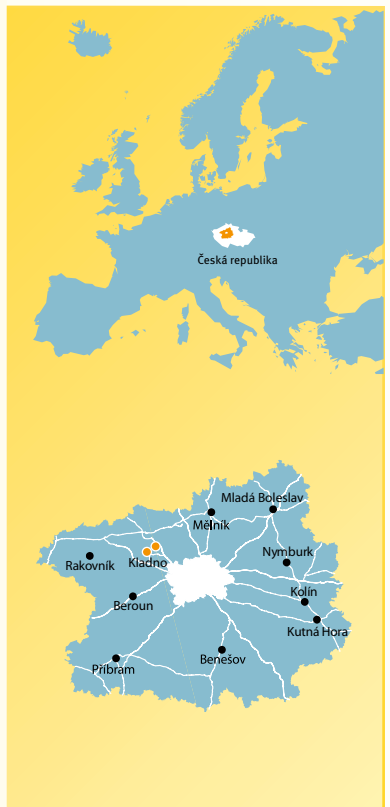 Česká republika
Mladá Boleslav
Mělník
Nymburk
Rakovník
Kladno
Kolín
Beroun
Kutná Hora
Benešov
Příbram